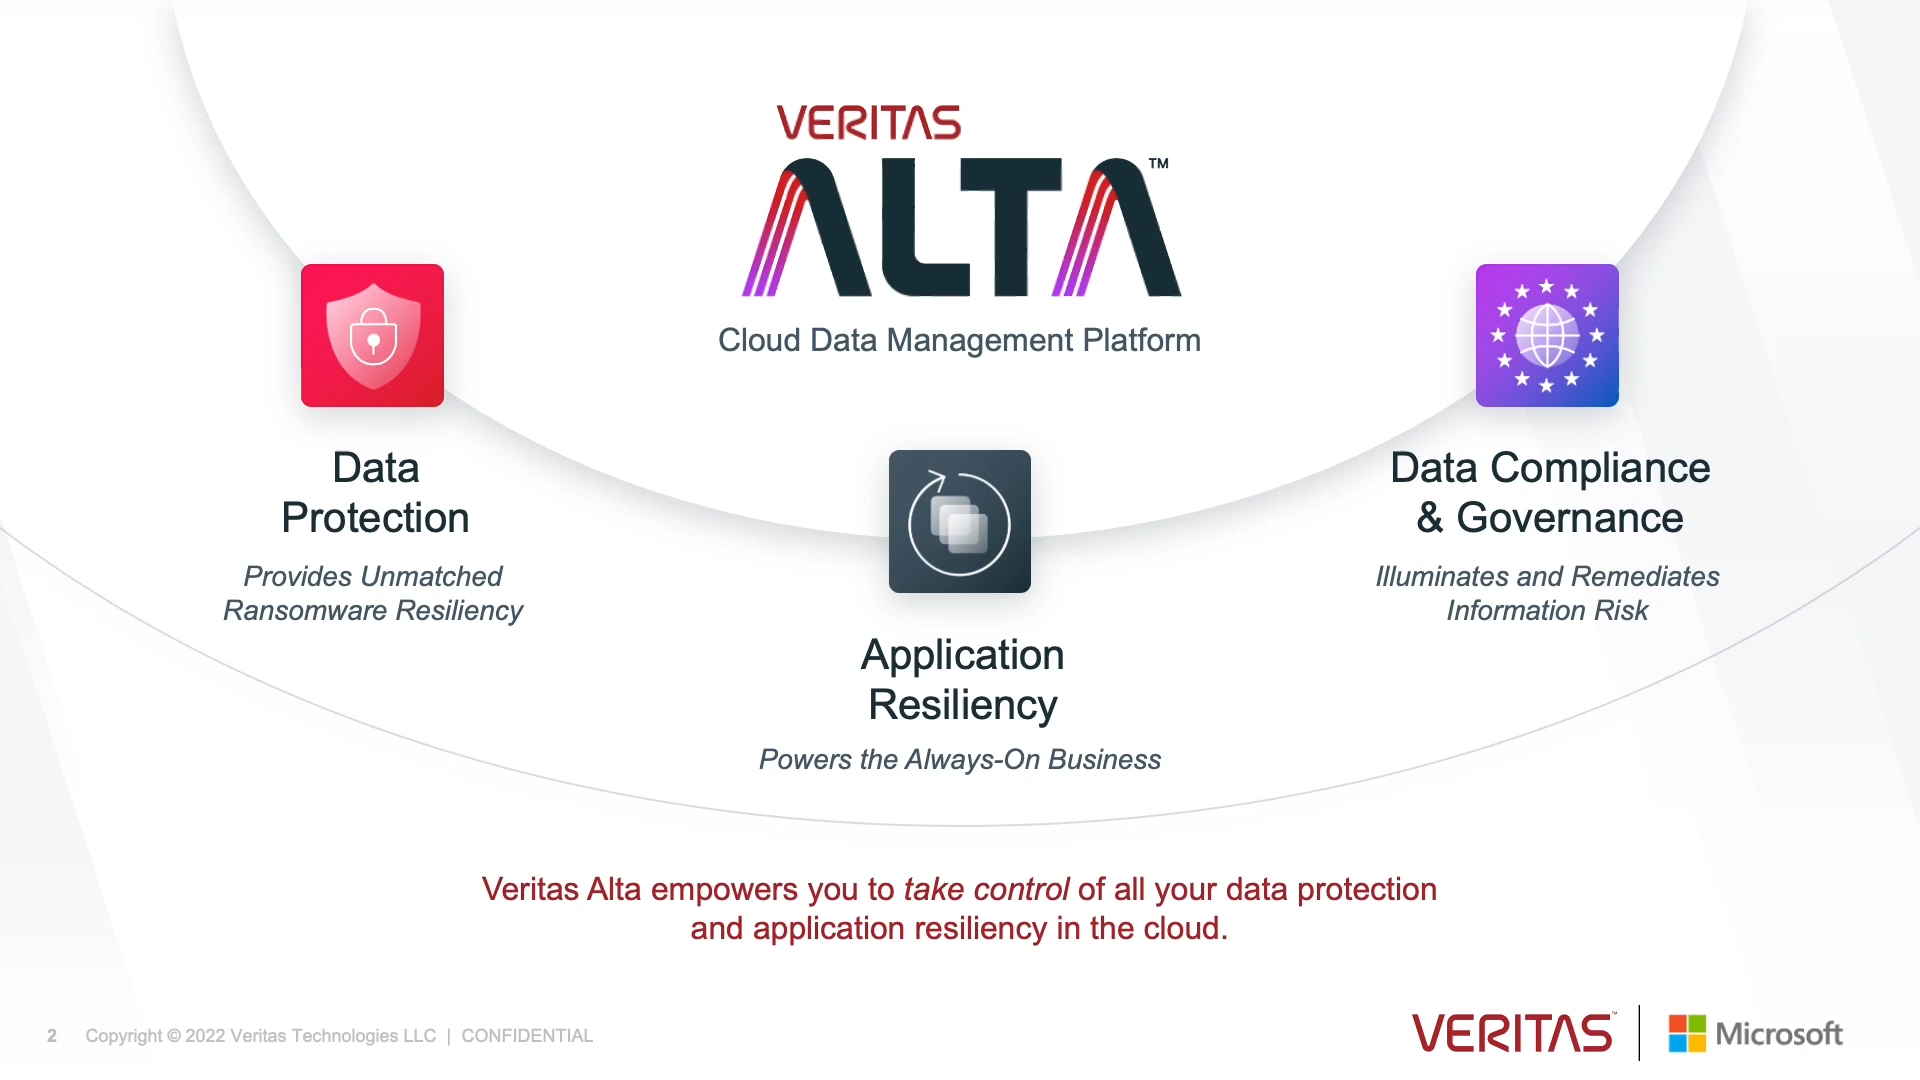 VERITAS
ALTA™
Cloud Data Management Platform
Data
Protection
Provides Unmatched
Ransomware Resiliency
Application
Resiliency
Powers the Always-On Business
Data Compliance
& Governance
Illuminates and Remediates
Information Risk
Veritas Alta empowers you to take control of all your data protection
and application resiliency in the cloud.
2 Copyright © 2022 Veritas Technologies LLC | CONFIDENTIAL
VERITAS™ | Microsoft